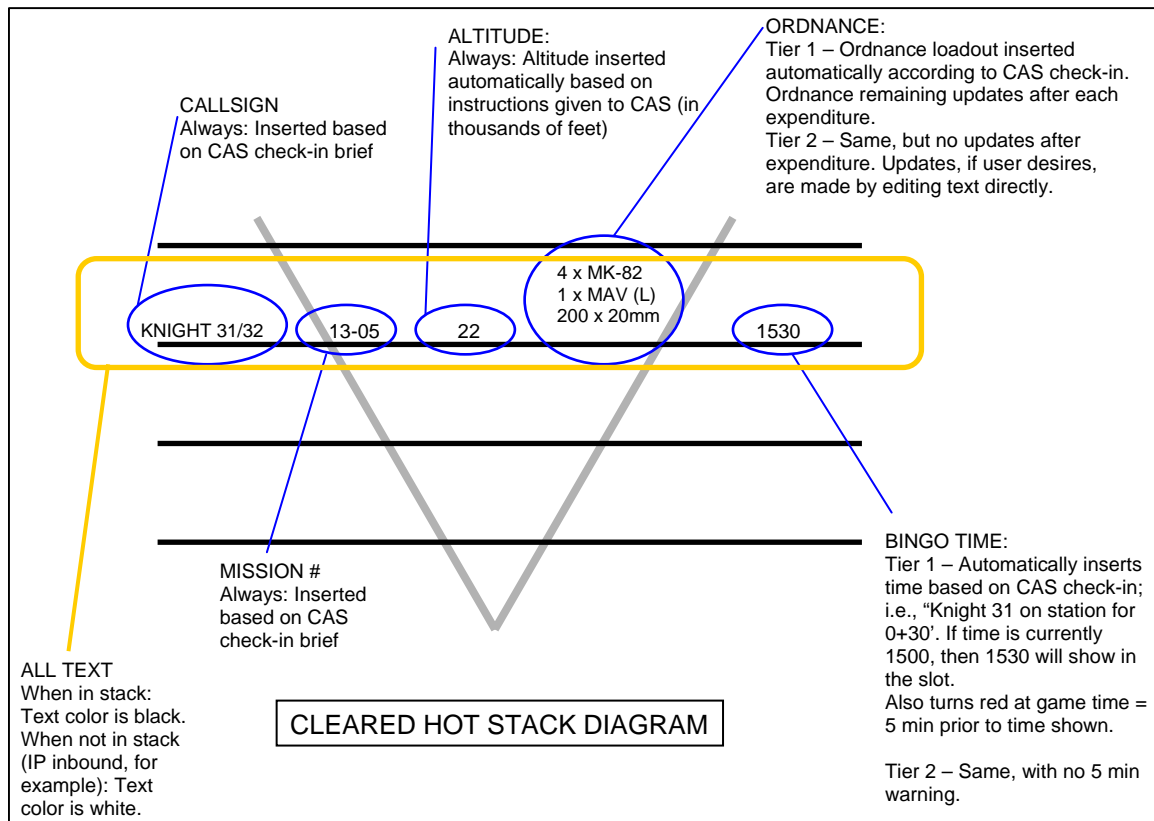 CALLSIGN
Always: Inserted based
on CAS check-in brief
ALTITUDE:
Always: Altitude inserted
automatically based on
instructions given to CAS (in
thousands of feet)
ORDNANCE:
Tier 1 – Ordnance loadout inserted
automatically according to CAS check-in.
Ordnance remaining updates after each
expenditure.
Tier 2 – Same, but no updates after
expenditure. Updates, if user desires,
are made by editing text directly.
4 x MK-82
1 x MAV (L)
200 x 20mm
KNIGHT 31/32
13-05
22
1530
MISSION #
Always: Inserted
based on CAS
check-in brief
BINGO TIME:
Tier 1 – Automatically inserts
time based on CAS check-in;
i.e., “Knight 31 on station for
0+30’. If time is currently
1500, then 1530 will show in
the slot.
Also turns red at game time =
5 min prior to time shown.
Tier 2 – Same, with no 5 min
warning.
ALL TEXT
When in stack:
Text color is black.
When not in stack
(IP inbound, for
example): Text
color is white.
CLEARED HOT STACK DIAGRAM